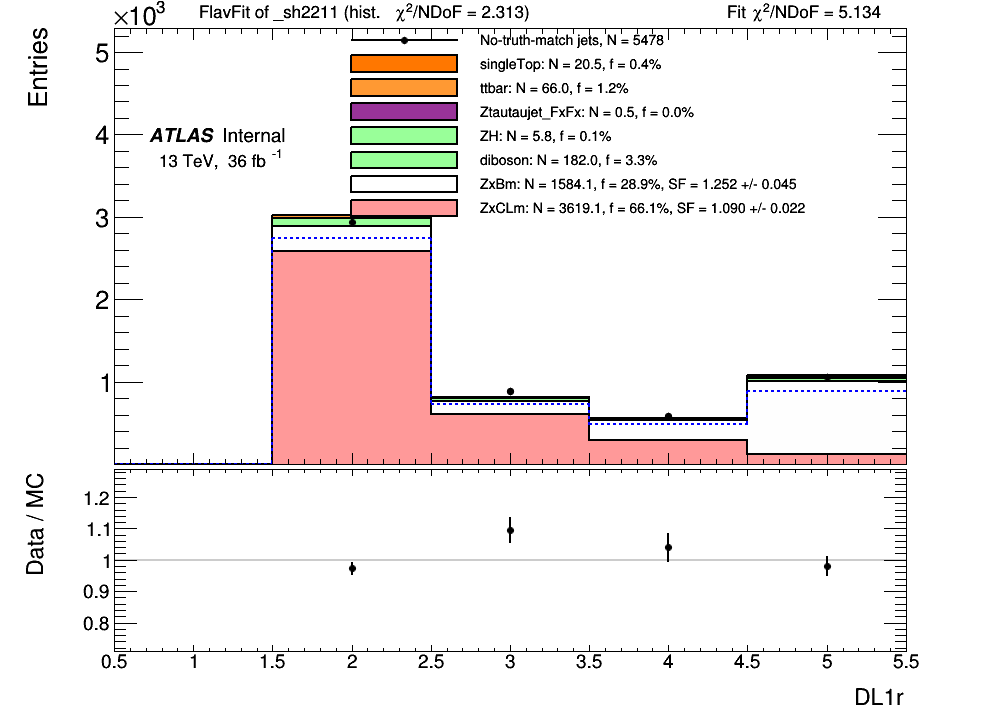 ×10³
FlavFit of _sh2211 (hist. χ²/NDoF = 2.313)
Fit χ²/NDoF = 5.134
Entries
5
4
3
2
1
ATLAS Internal
13 TeV, 36 fb⁻¹
No-truth-match jets, N = 5478
singleTop: N = 20.5, f = 0.4%
ttbar: N = 66.0, f = 1.2%
Ztautaujet_FxFx: N = 0.5, f = 0.0%
ZH: N = 5.8, f = 0.1%
diboson: N = 182.0, f = 3.3%
ZxBm: N = 1584.1, f = 28.9%, SF = 1.252 +/- 0.045
ZxCLm: N = 3619.1, f = 66.1%, SF = 1.090 +/- 0.022
Data / MC
1.2
1.1
1
0.9
0.8
0.5 1 1.5 2 2.5 3 3.5 4 4.5 5 5.5
DL1r